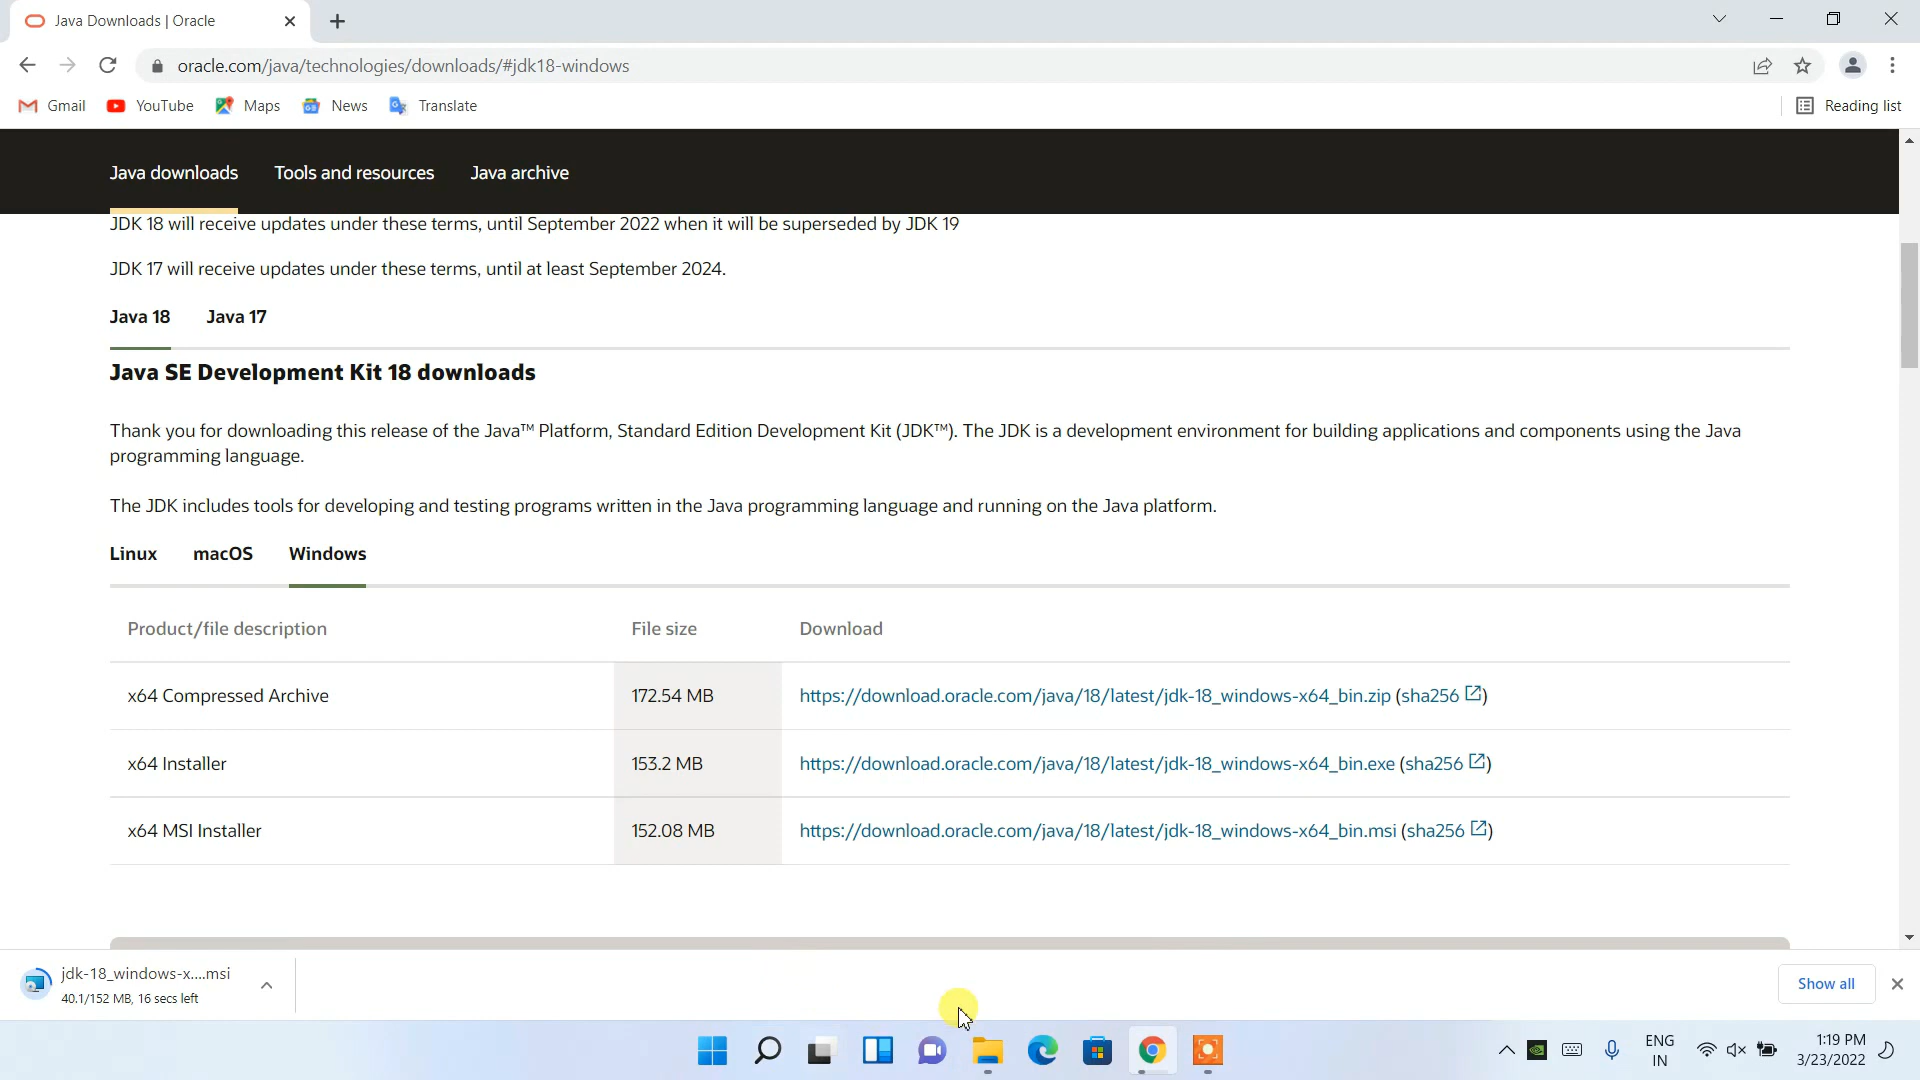 Java Downloads | Oracle
oracle.com/java/technologies/downloads/#jdk18-windows
Gmail YouTube Maps News Translate Reading list
Java downloads Tools and resources Java archive
JDK 18 will receive updates under these terms, until September 2022 when it will be superseded by JDK 19
JDK 17 will receive updates under these terms, until at least September 2024.
Java 18 Java 17
Java SE Development Kit 18 downloads
Thank you for downloading this release of the Java™ Platform, Standard Edition Development Kit (JDK™). The JDK is a development environment for building applications and components using the Java
programming language.
The JDK includes tools for developing and testing programs written in the Java programming language and running on the Java platform.
Linux macOS Windows
Product/file description File size Download
x64 Compressed Archive 172.54 MB https://download.oracle.com/java/18/latest/jdk-18_windows-x64_bin.zip (sha256)
x64 Installer 153.2 MB https://download.oracle.com/java/18/latest/jdk-18_windows-x64_bin.exe (sha256)
x64 MSI Installer 152.08 MB https://download.oracle.com/java/18/latest/jdk-18_windows-x64_bin.msi (sha256)
jdk-18_windows-x....msi
40.1/152 MB, 16 secs left
Show all
ENG
IN
1:19 PM
3/23/2022